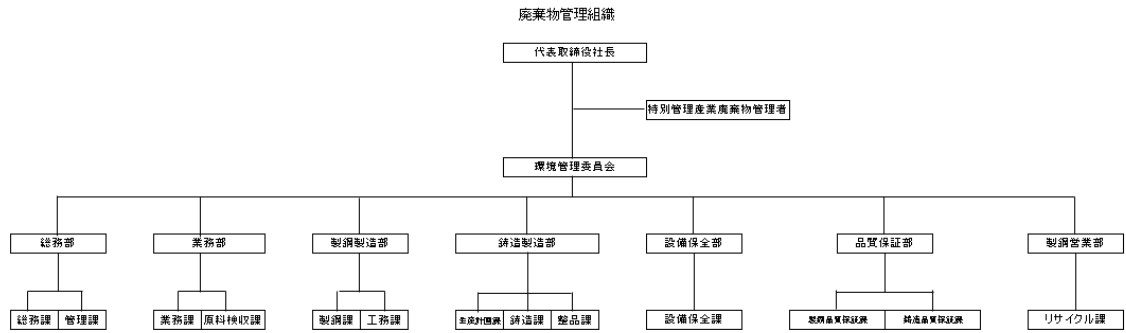 廃棄物管理組織
代表取締役社長
特別管理産業廃棄物管理者
環境管理委員会
総務部 業務部 製鋼製造部 鋳造製造部 設備保全部 品質保証部 製鋼営業部
総務課 管理課 業務課 原料検収課 製鋼課 工務課 生産計画課 鋳造課 整品課 設備保全課 製鋼品質保証課 鋳造品質保証課 リサイクル課